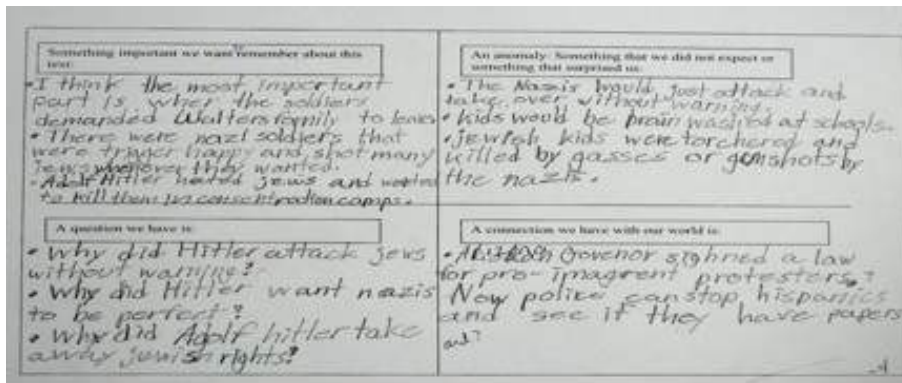 Something important we want remember about this
text:
• I think the most important
part is when the soldiers
demanded Walters family to leave
• There were nazi soldiers that
were triger happy and shot many
Jews whenever they wanted.
• Adolf Hitler hated jews and wanted
to kill them in consentration camps.
An anomaly: Something that we did not expect or
something that surprised us:
• The Nazis would just attack and
take over without warning.
• kids would be brain washed at schools.
• jewish kids were torchered and
killed by gasses or gunshots by
the nazis.
A question we have is:
• Why did Hitler attack jews
without warning?
• Why did Hitler want nazis
to be perfect?
• Why did Adolf hitler take
away jewish rights?
A connection we have with our world is:
• Governor sighned a law
for pro-imagrent protesters.?
Now police can stop hispanics
and see if they have papers